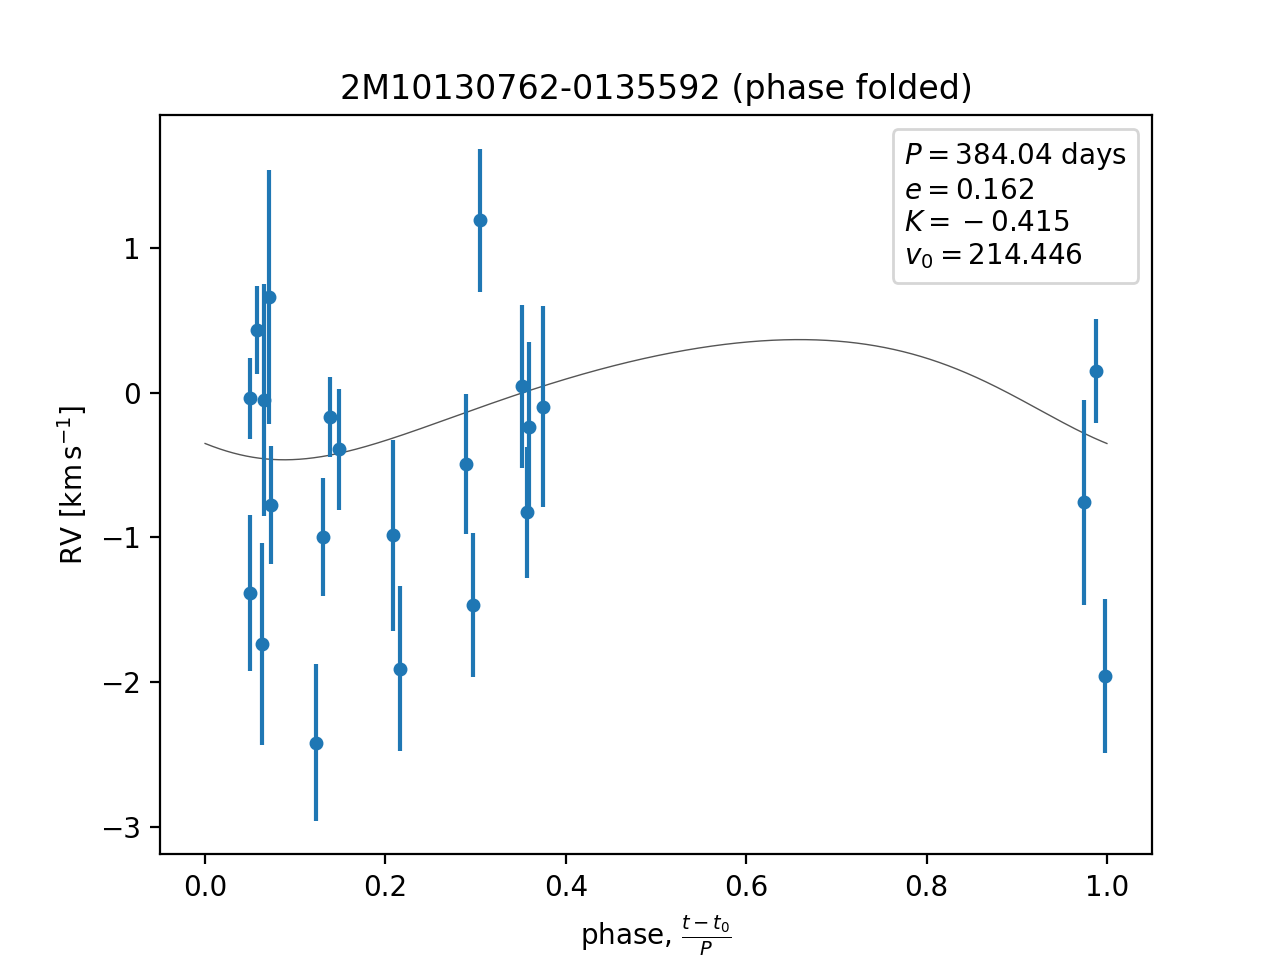 2M10130762-0135592 (phase folded)
P = 384.04 days
e = 0.162
K = −0.415
v₀ = 214.446
RV [km s⁻¹]
1
0
−1
−2
−3
0.0 0.2 0.4 0.6 0.8 1.0
phase, (t − t₀)/P